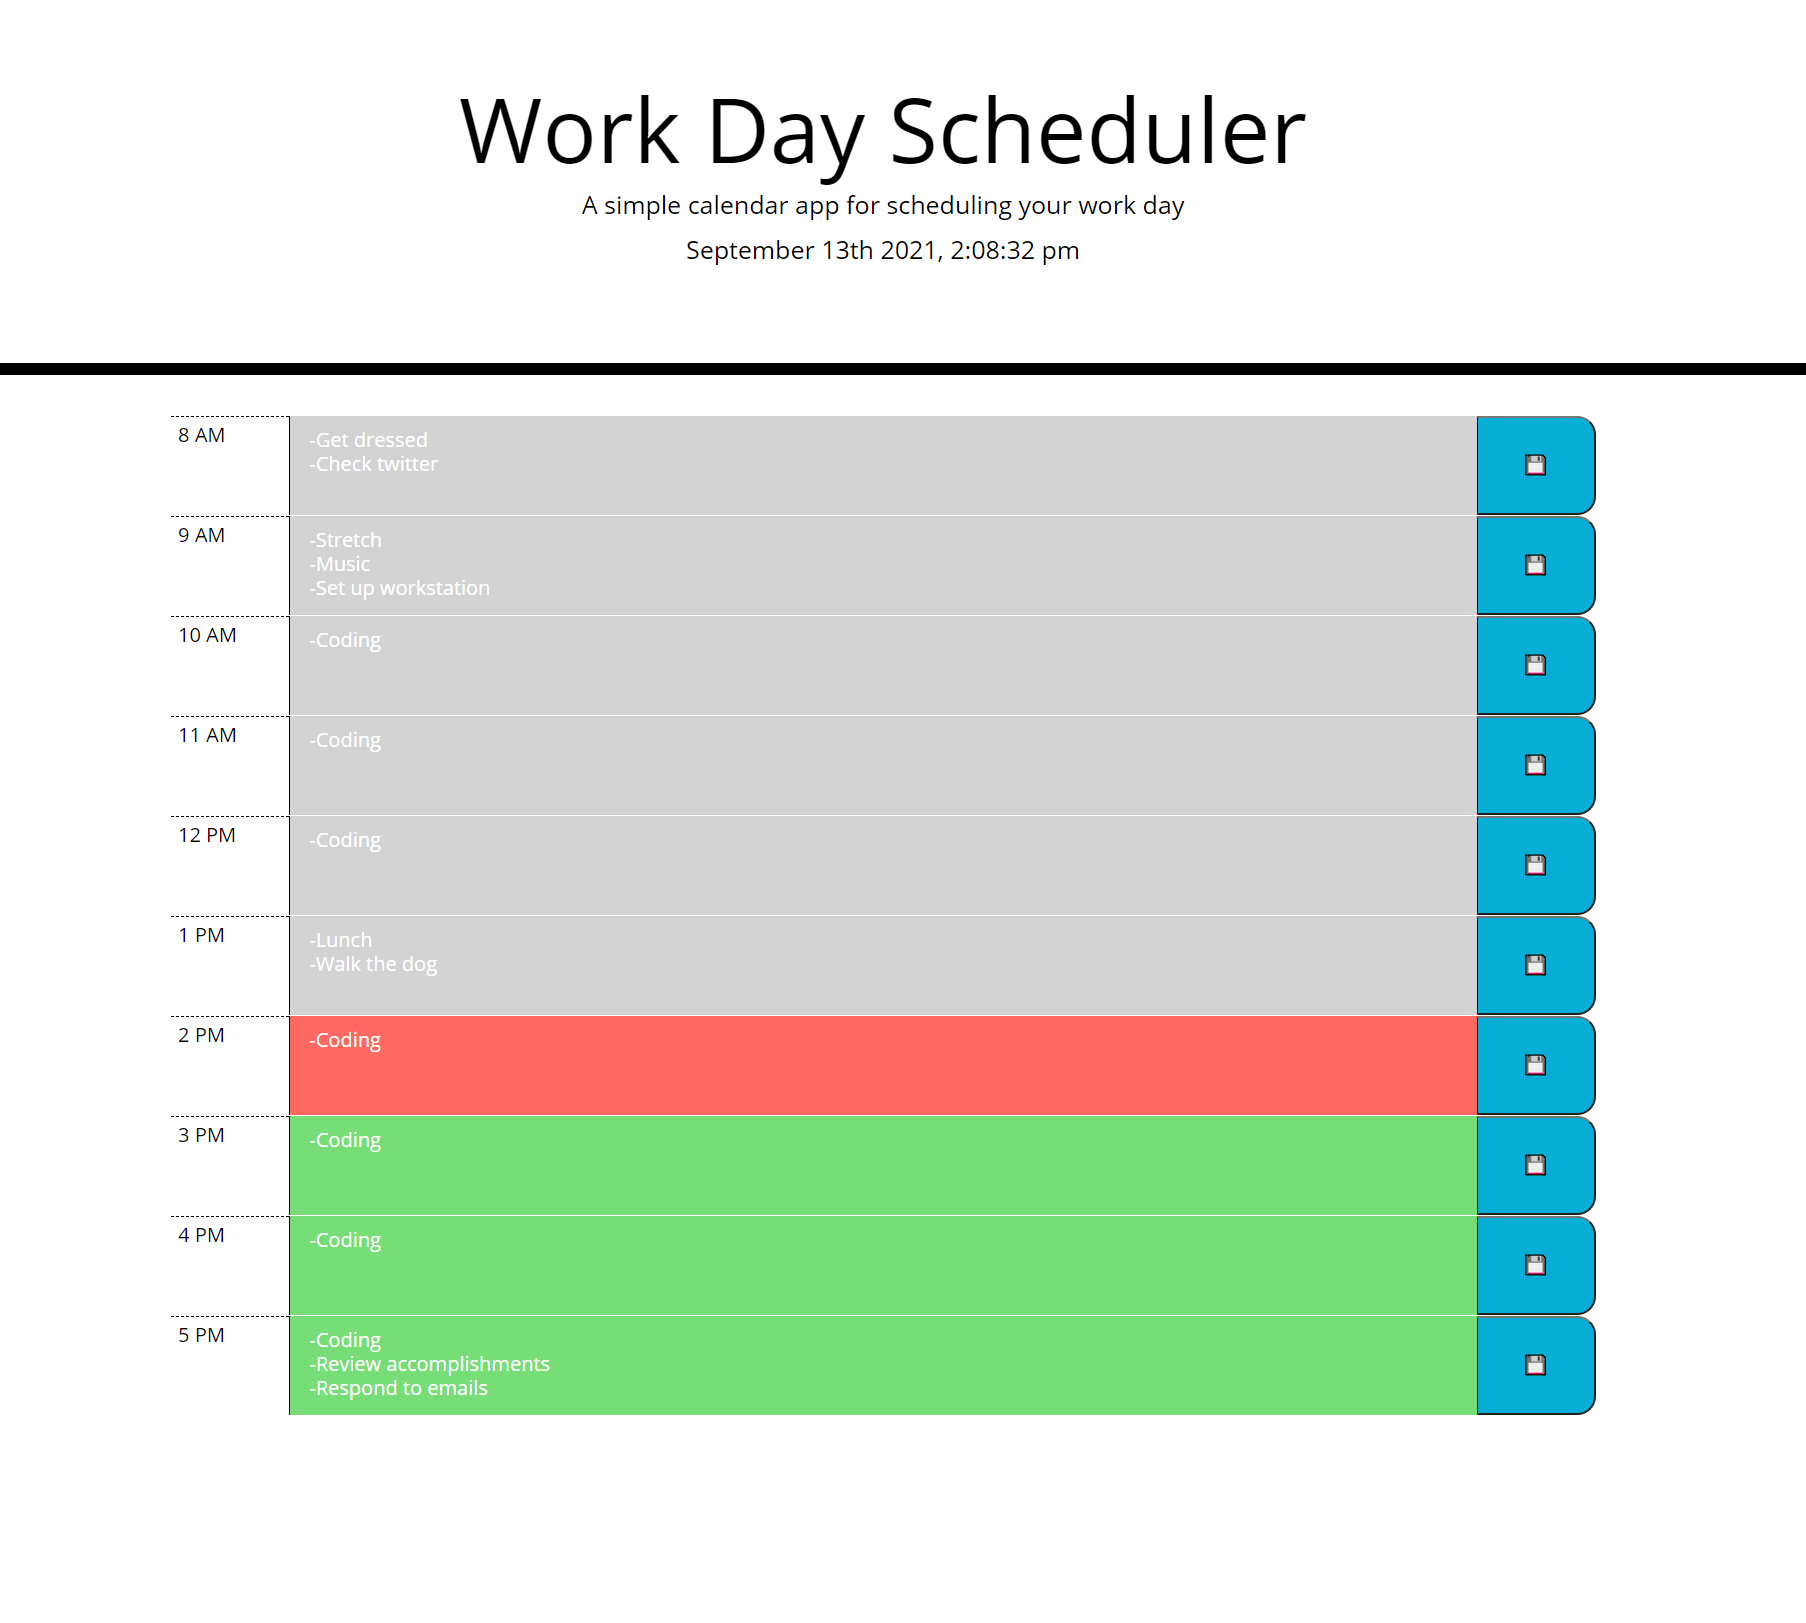 Work Day Scheduler
A simple calendar app for scheduling your work day
September 13th 2021, 2:08:32 pm
8 AM
-Get dressed
-Check twitter
9 AM
-Stretch
-Music
-Set up workstation
10 AM
-Coding
11 AM
-Coding
12 PM
-Coding
1 PM
-Lunch
-Walk the dog
2 PM
-Coding
3 PM
-Coding
4 PM
-Coding
5 PM
-Coding
-Review accomplishments
-Respond to emails